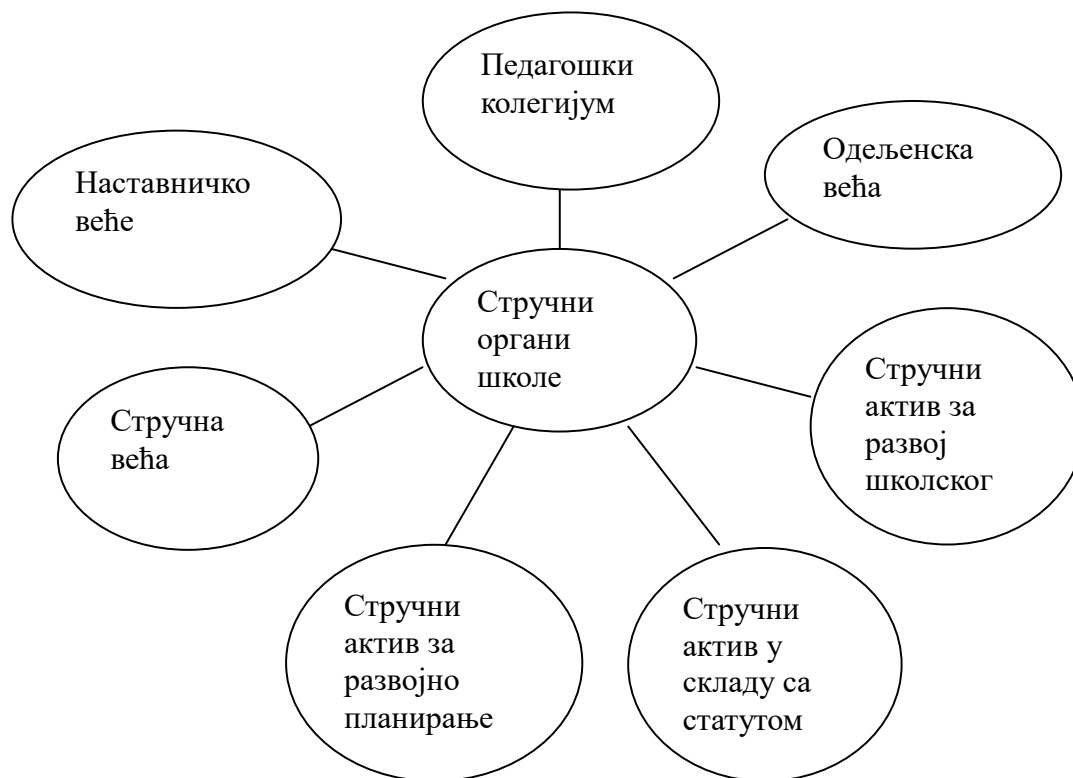 Педагошки
колегијум
Одељенска
већа
Наставничко
веће
Стручни
органи
школе
Стручни
актив за
развој
школског
Стручна
већа
Стручни
актив за
развојно
планирање
Стручни
актив у
складу са
статутом